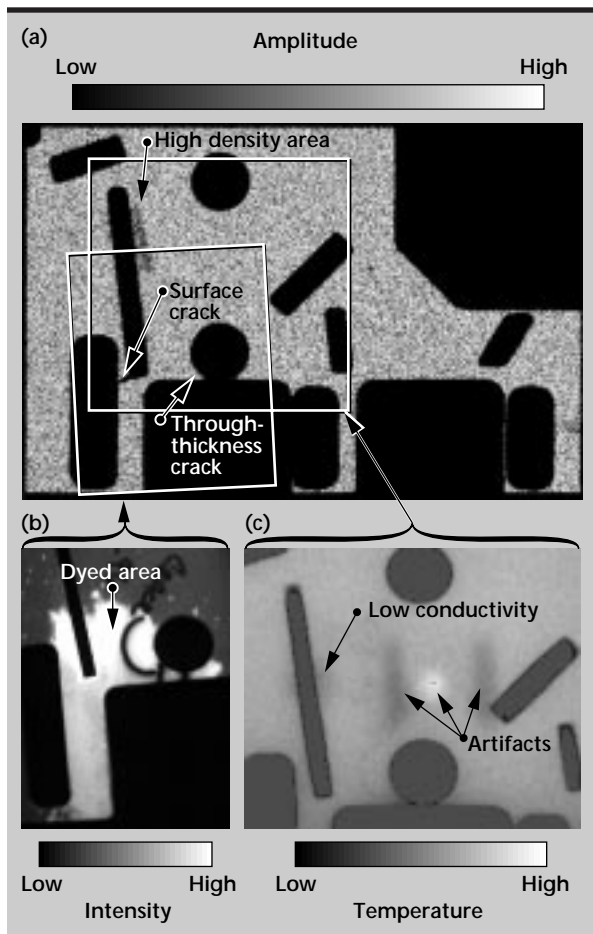 (a)
Amplitude
Low High
High density area
Surface
crack
Through-
thickness
crack
(b) (c)
Dyed area
Low conductivity
Artifacts
Low High Low High
Intensity Temperature